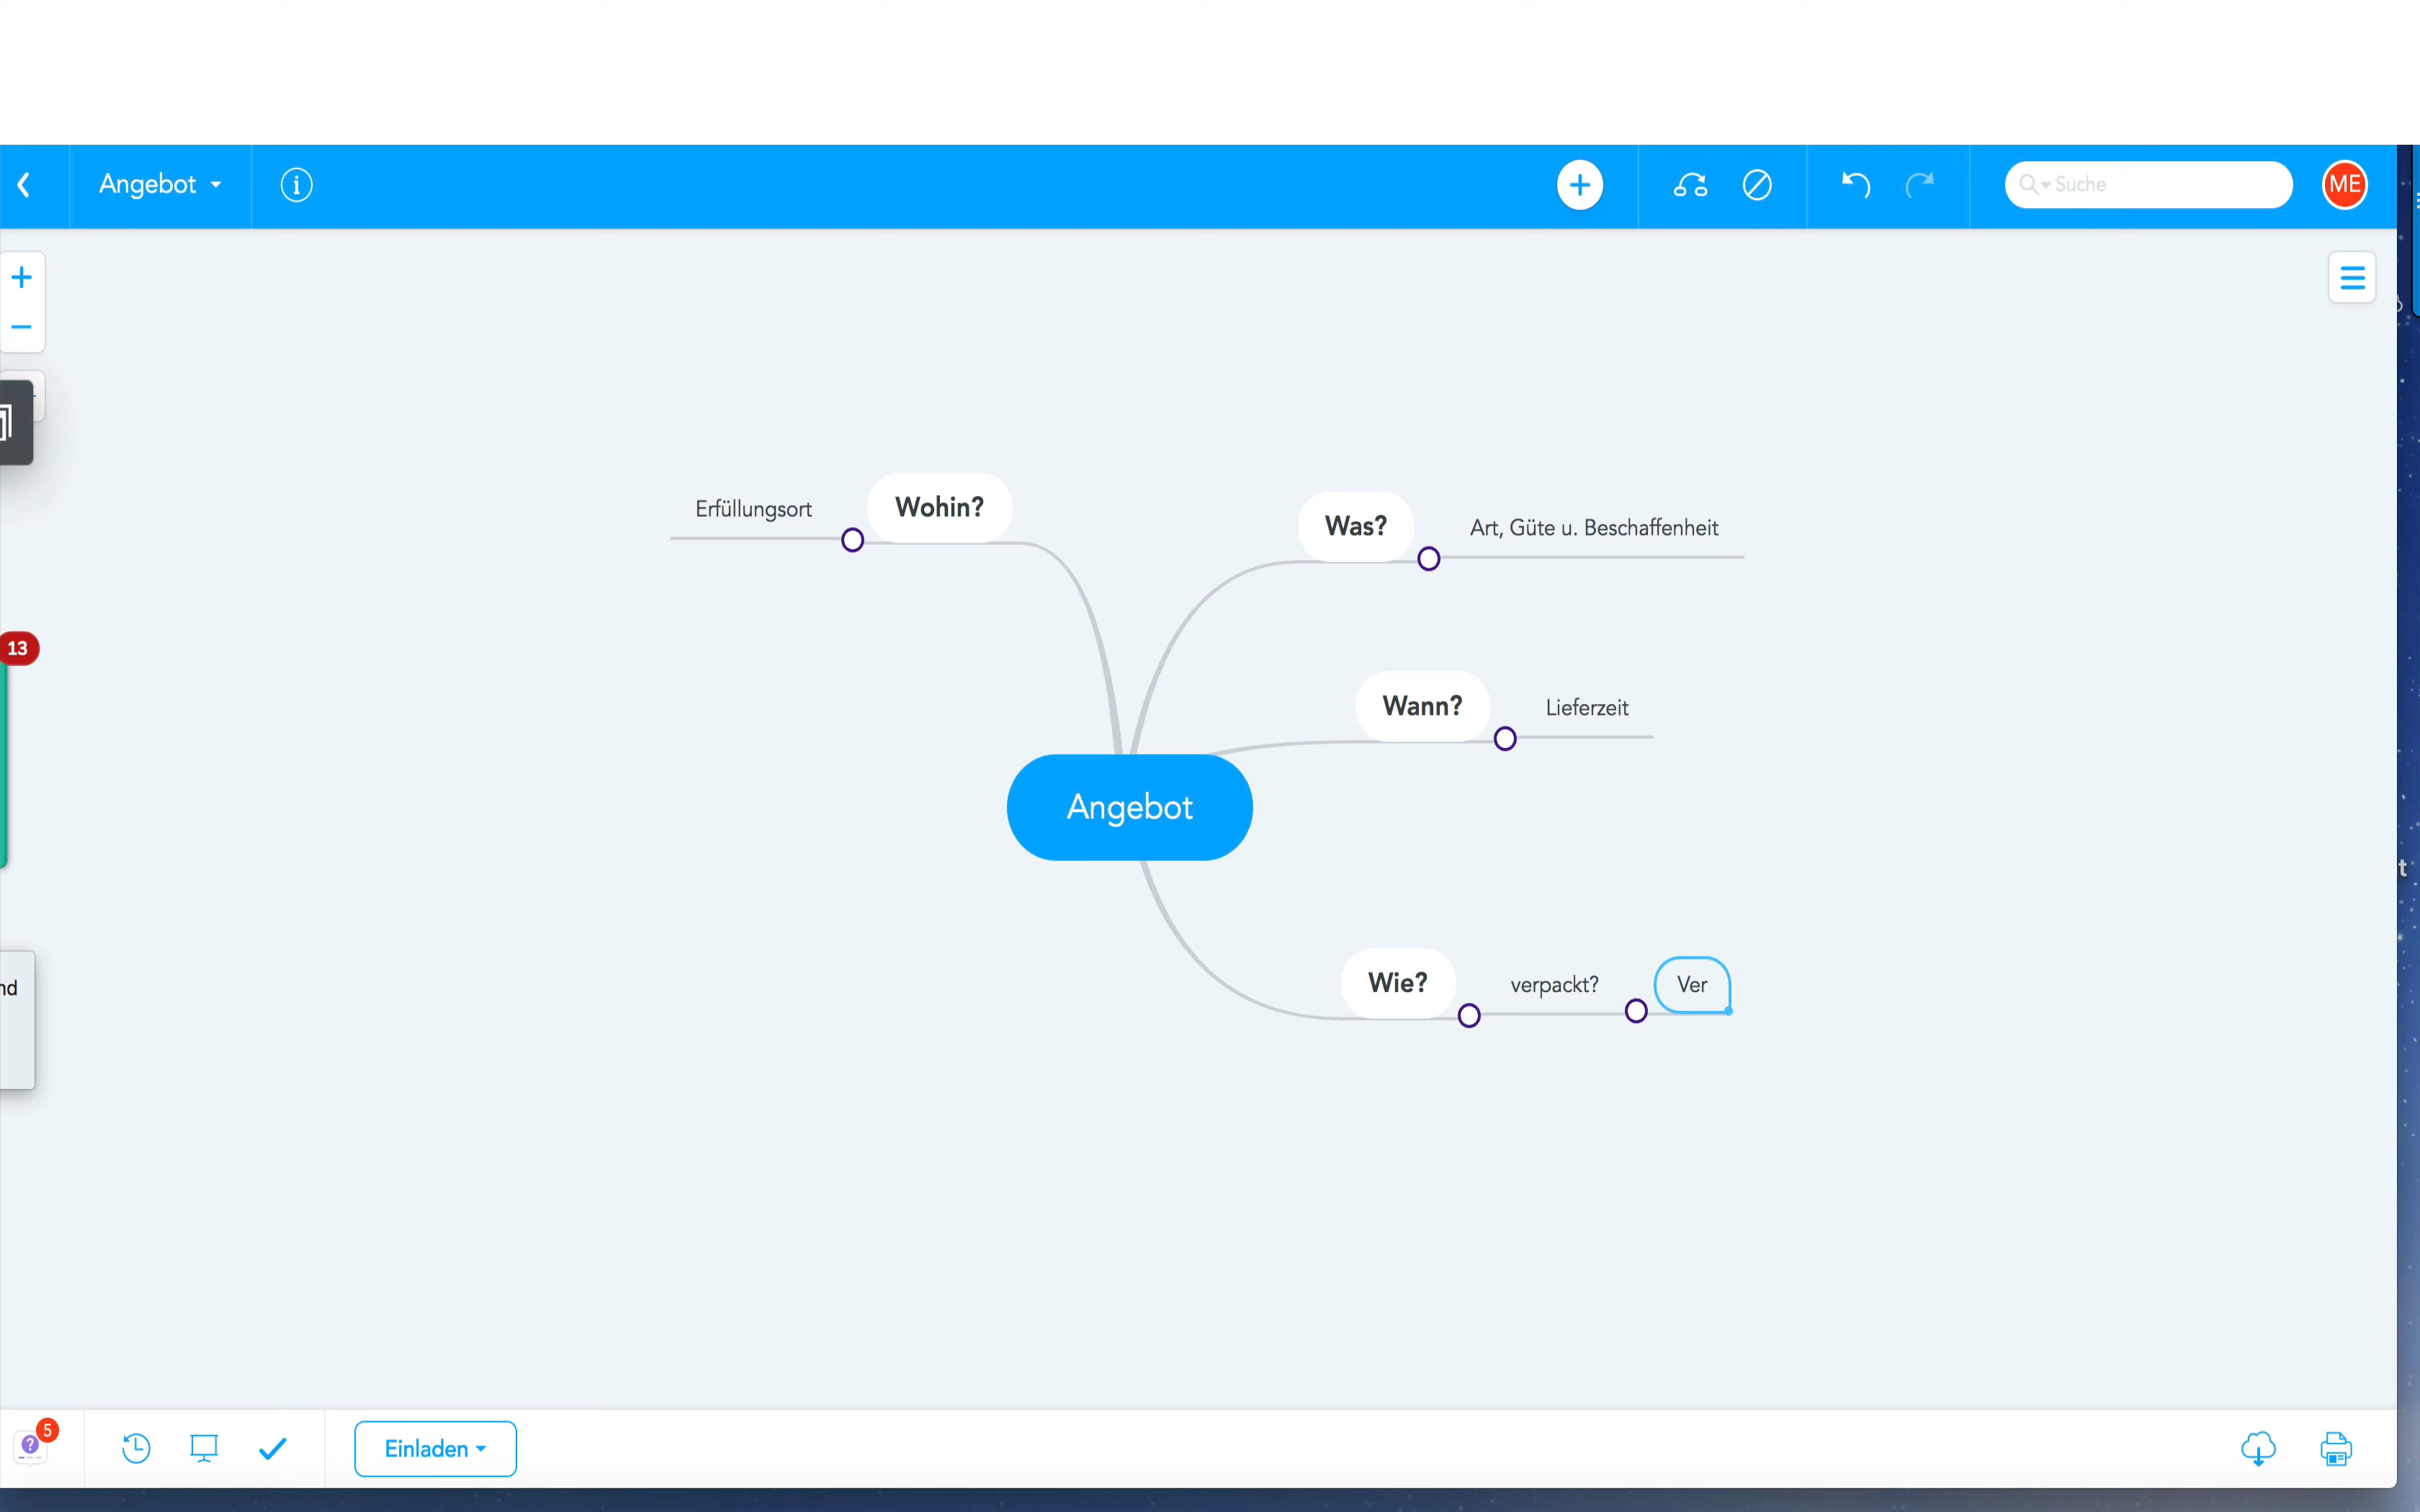 Angebot
i
Suche
ME
Wohin?
Erfüllungsort
Was?
Art, Güte u. Beschaffenheit
13
Wann?
Lieferzeit
Angebot
t
Wie?
verpackt?
Ver
nd
5
?
Einladen